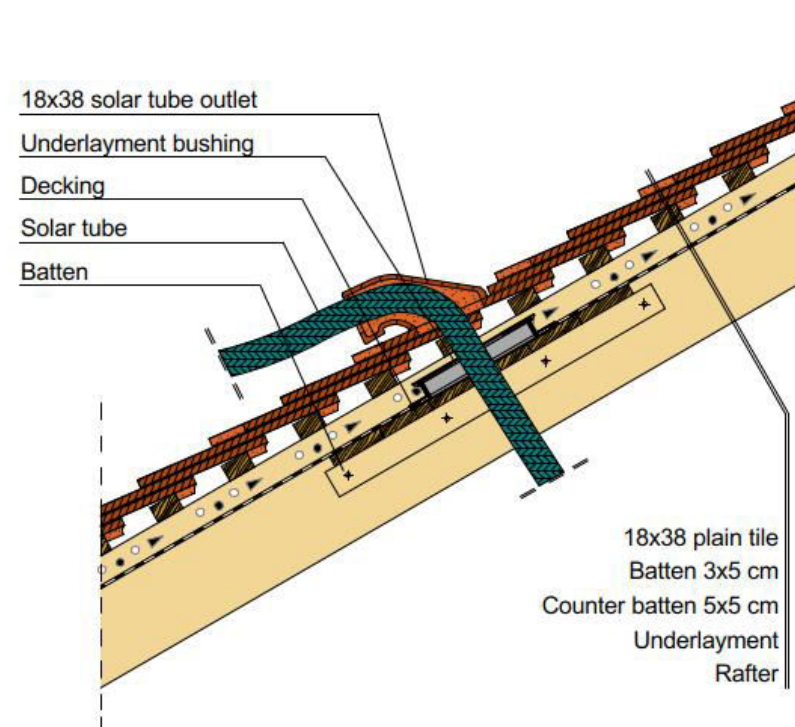 18x38 solar tube outlet
Underlayment bushing
Decking
Solar tube
Batten
18x38 plain tile
Batten 3x5 cm
Counter batten 5x5 cm
Underlayment
Rafter